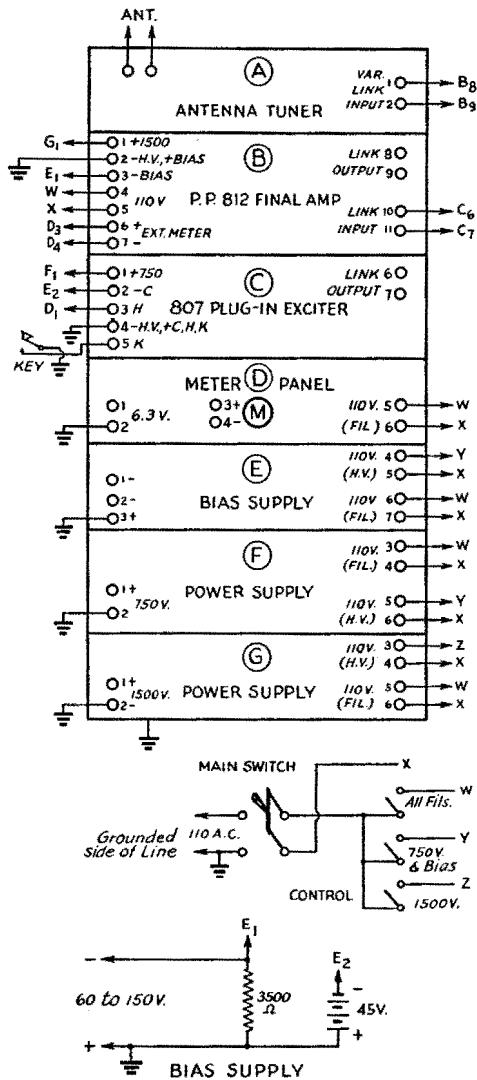 ANT.
A
ANTENNA TUNER
VAR. 1 B8
LINK
INPUT 2 B9
G1 1 +1500
2 -H.V., +BIAS
E1 3 -BIAS
W 4
110V
X 5
D3 6 +
EXT. METER
D4 7 -
B
P.P. 812 FINAL AMP
LINK 8
OUTPUT 9
LINK 10 C6
INPUT 11 C7
F1 1 +750
E2 2 -C
D1 3 H
4 -H.V., +C, H, K
5 K
KEY
C
807 PLUG-IN EXCITER
LINK 6
OUTPUT 7
METER D PANEL
1
6.3 V.
2
3+
4-
M
110V. 5 W
(FIL) 6 X
1-
2-
3+
E
BIAS SUPPLY
110V. 4 Y
(H.V.) 5 X
110V 6 W
(FIL) 7 X
1+
750V.
2
F
POWER SUPPLY
110V. 3 W
(FIL.) 4 X
110V. 5 Y
(H.V.) 6 X
1+
1500V.
2-
G
POWER SUPPLY
110V. 3 Z
(H.V.) 4 X
110V. 5 W
(FIL.) 6 X
MAIN SWITCH
X
W
All Fils.
110 A.C.
Grounded
side of Line
Y
750V.
& Bias
CONTROL
Z
1500V.
E1
-
60 to 150V.
3500
Ω
E2
-
45V.
+
+
BIAS SUPPLY